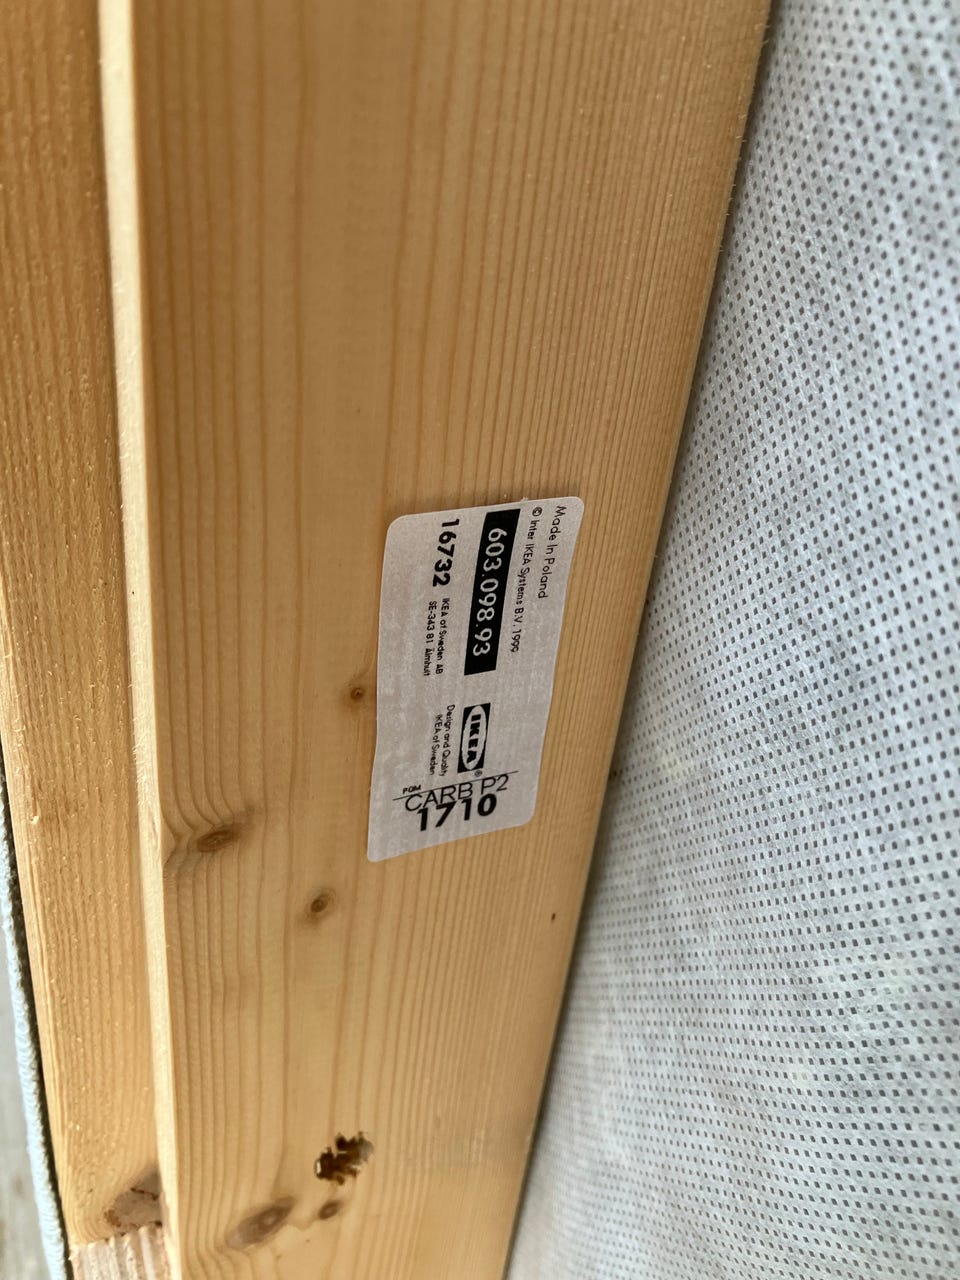 Made in Poland
© Inter IKEA Systems B.V. 1999
603.098.93
16732
IKEA of Sweden AB
SE-343 81 Älmhult
IKEA®
Design and Quality
IKEA of Sweden
PDM
CARB P2
1710